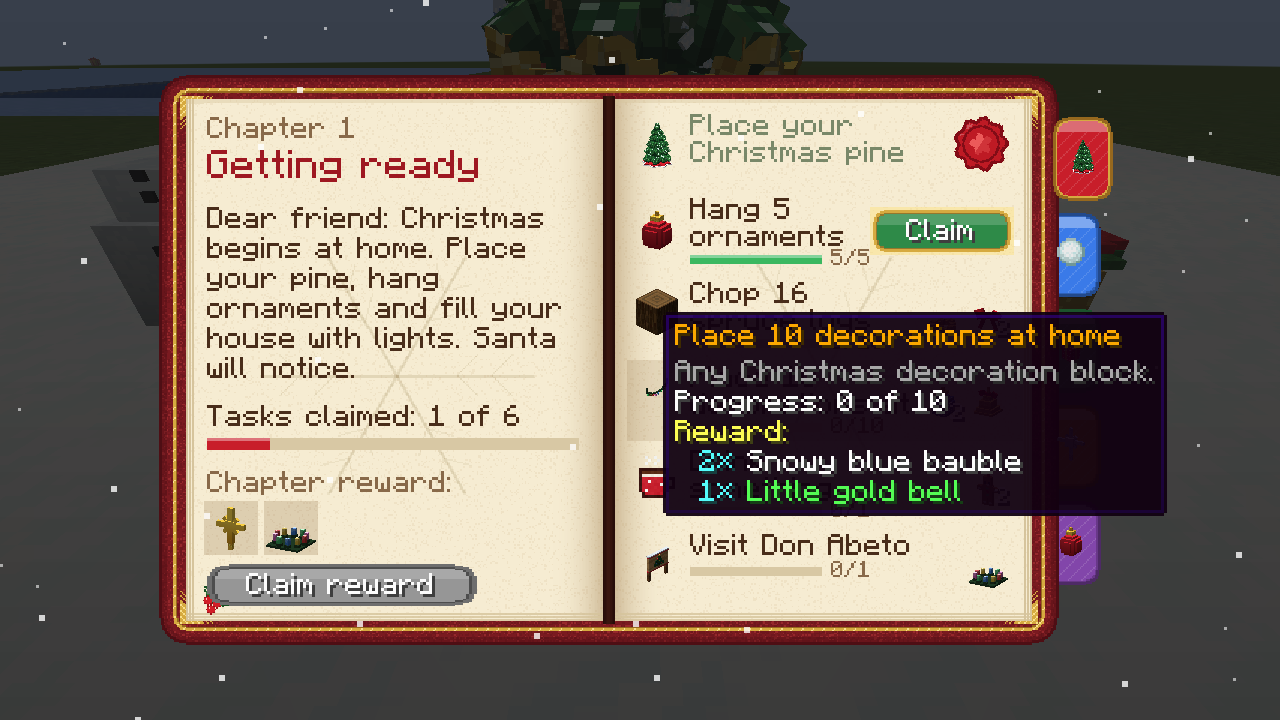 Chapter 1
Getting ready
Dear friend: Christmas
begins at home. Place
your pine, hang
ornaments and fill your
house with lights. Santa
will notice.
Tasks claimed: 1 of 6
Chapter reward:
Claim reward
Place your
Christmas pine
Hang 5
ornaments
5/5
Claim
Chop 16
Place 10 decorations at home
Any Christmas decoration block.
Progress: 0 of 10
Reward:
2× Snowy blue bauble
1× Little gold bell
Visit Don Abeto
0/1